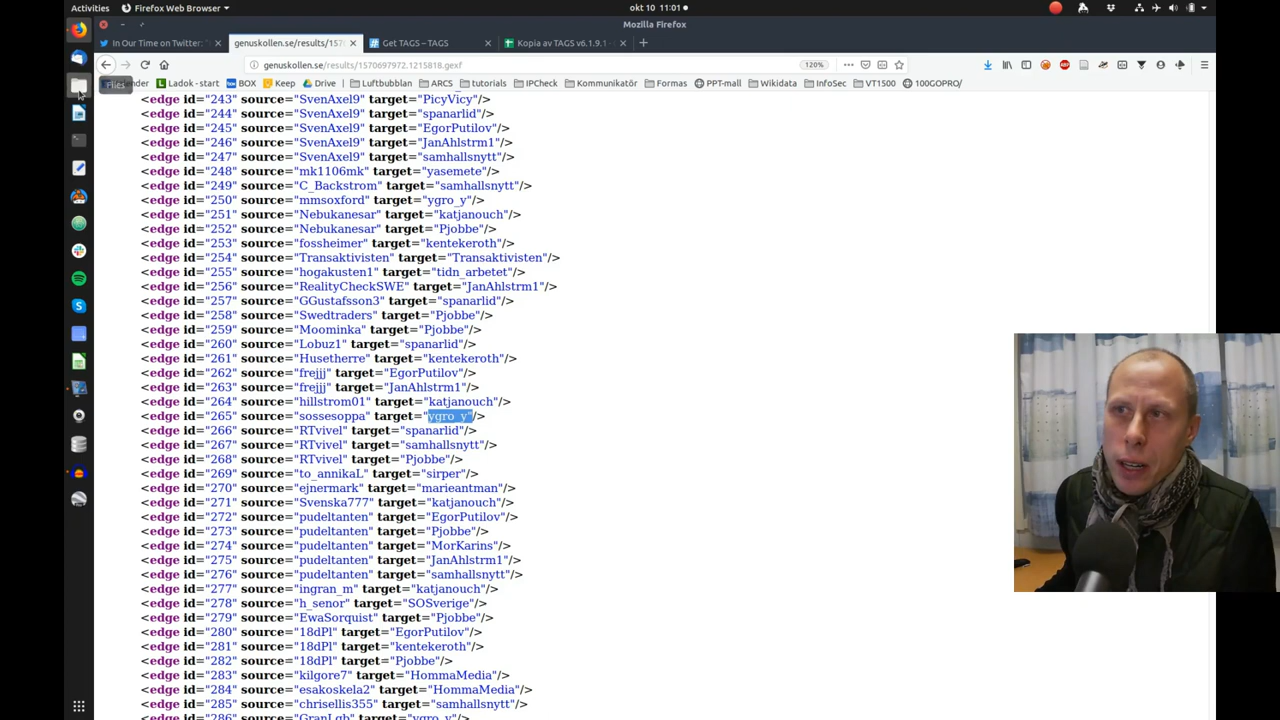 Activities Firefox Web Browser okt 10 11:01
Mozilla Firefox
In Our Time on Twitter: " genuskollen.se/results/1570 Get TAGS – TAGS Kopia av TAGS v6.1.9.1 -
genuskollen.se/results/1570697972.1215818.gexf 120%
Ladok - start BOX Keep Drive Luftbubblan ARCS tutorials IPCheck Kommunikatör Formas PPT-mall Window InfoSec VT1500 100GOPRO/
Files
<edge id="243" source="SvenAxel9" target="PicyVicy"/>
<edge id="244" source="SvenAxel9" target="spanarlid"/>
<edge id="245" source="SvenAxel9" target="EgorPutilov"/>
<edge id="246" source="SvenAxel9" target="JanAhlstrm1"/>
<edge id="247" source="SvenAxel9" target="samhallsnytt"/>
<edge id="248" source="mk1106mk" target="yasemete"/>
<edge id="249" source="C_Backstrom" target="samhallsnytt"/>
<edge id="250" source="mmsoxford" target="ygro_y"/>
<edge id="251" source="Nebukanesar" target="katjanouch"/>
<edge id="252" source="Nebukanesar" target="Pjobbe"/>
<edge id="253" source="fossheimer" target="kentekeroth"/>
<edge id="254" source="Transaktivisten" target="Transaktivisten"/>
<edge id="255" source="hogakusten1" target="tidn_arbetet"/>
<edge id="256" source="RealityCheckSWE" target="JanAhlstrm1"/>
<edge id="257" source="GGustafsson3" target="spanarlid"/>
<edge id="258" source="Swedtraders" target="Pjobbe"/>
<edge id="259" source="Moominka" target="Pjobbe"/>
<edge id="260" source="Lobuz1" target="spanarlid"/>
<edge id="261" source="Husetherre" target="kentekeroth"/>
<edge id="262" source="frejjj" target="EgorPutilov"/>
<edge id="263" source="frejjj" target="JanAhlstrm1"/>
<edge id="264" source="hillstrom01" target="katjanouch"/>
<edge id="265" source="sossesoppa" target="ygro_y"/>
<edge id="266" source="RTvivel" target="spanarlid"/>
<edge id="267" source="RTvivel" target="samhallsnytt"/>
<edge id="268" source="RTvivel" target="Pjobbe"/>
<edge id="269" source="to_annikaL" target="sirper"/>
<edge id="270" source="ejnermark" target="marieantman"/>
<edge id="271" source="Svenska777" target="katjanouch"/>
<edge id="272" source="pudeltanten" target="EgorPutilov"/>
<edge id="273" source="pudeltanten" target="Pjobbe"/>
<edge id="274" source="pudeltanten" target="MorKarins"/>
<edge id="275" source="pudeltanten" target="JanAhlstrm1"/>
<edge id="276" source="pudeltanten" target="samhallsnytt"/>
<edge id="277" source="ingran_m" target="katjanouch"/>
<edge id="278" source="h_senor" target="SOSverige"/>
<edge id="279" source="EwaSorquist" target="Pjobbe"/>
<edge id="280" source="18dPl" target="EgorPutilov"/>
<edge id="281" source="18dPl" target="kentekeroth"/>
<edge id="282" source="18dPl" target="Pjobbe"/>
<edge id="283" source="kilgore7" target="HommaMedia"/>
<edge id="284" source="esakoskela2" target="HommaMedia"/>
<edge id="285" source="chrisellis355" target="samhallsnytt"/>
<edge id="286" source="GranLgb" target="ygro_y"/>